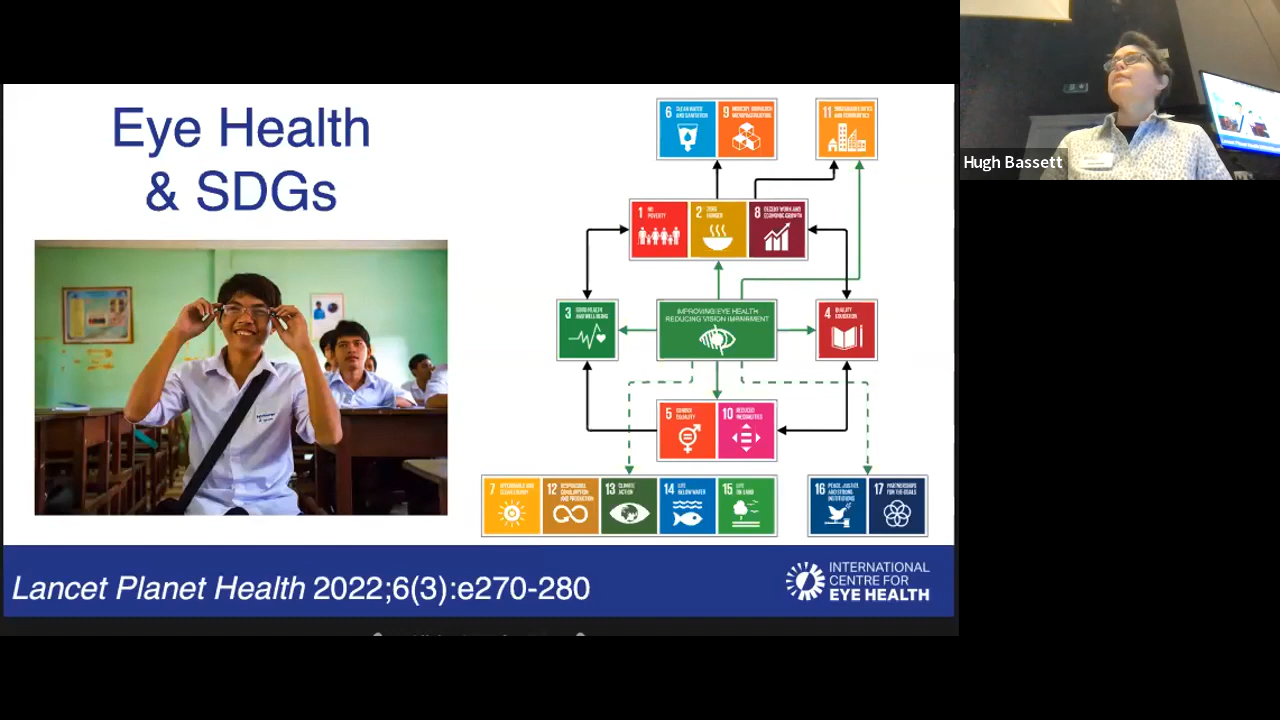 Eye Health
& SDGs
6 CLEAN WATER
AND SANITATION
9 INDUSTRY, INNOVATION
AND INFRASTRUCTURE
11 SUSTAINABLE CITIES
AND COMMUNITIES
1 NO
POVERTY
2 ZERO
HUNGER
8 DECENT WORK AND
ECONOMIC GROWTH
3 GOOD HEALTH
AND WELL-BEING
IMPROVING EYE HEALTH
REDUCING VISION IMPAIRMENT
4 QUALITY
EDUCATION
5 GENDER
EQUALITY
10 REDUCED
INEQUALITIES
7 AFFORDABLE AND
CLEAN ENERGY
12 RESPONSIBLE
CONSUMPTION
AND PRODUCTION
13 CLIMATE
ACTION
14 LIFE
BELOW WATER
15 LIFE
ON LAND
16 PEACE, JUSTICE
AND STRONG
INSTITUTIONS
17 PARTNERSHIPS
FOR THE GOALS
Lancet Planet Health 2022;6(3):e270-280
INTERNATIONAL
CENTRE FOR
EYE HEALTH
Hugh Bassett